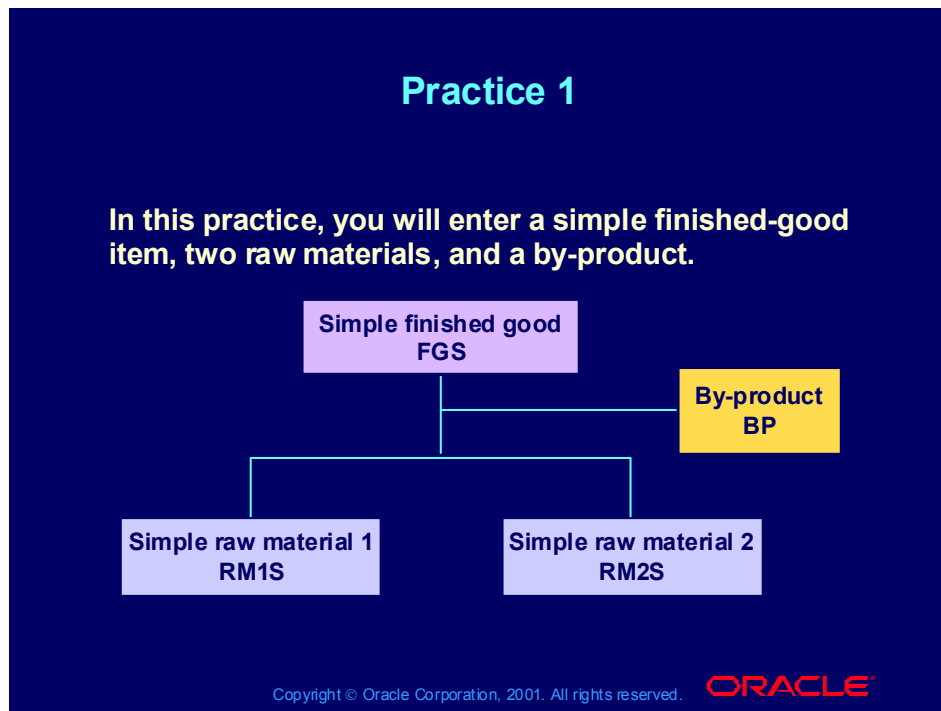 Practice 1
In this practice, you will enter a simple finished-good
item, two raw materials, and a by-product.
Simple finished good
FGS
By-product
BP
Simple raw material 1
RM1S
Simple raw material 2
RM2S
Copyright © Oracle Corporation, 2001. All rights reserved.
ORACLE®